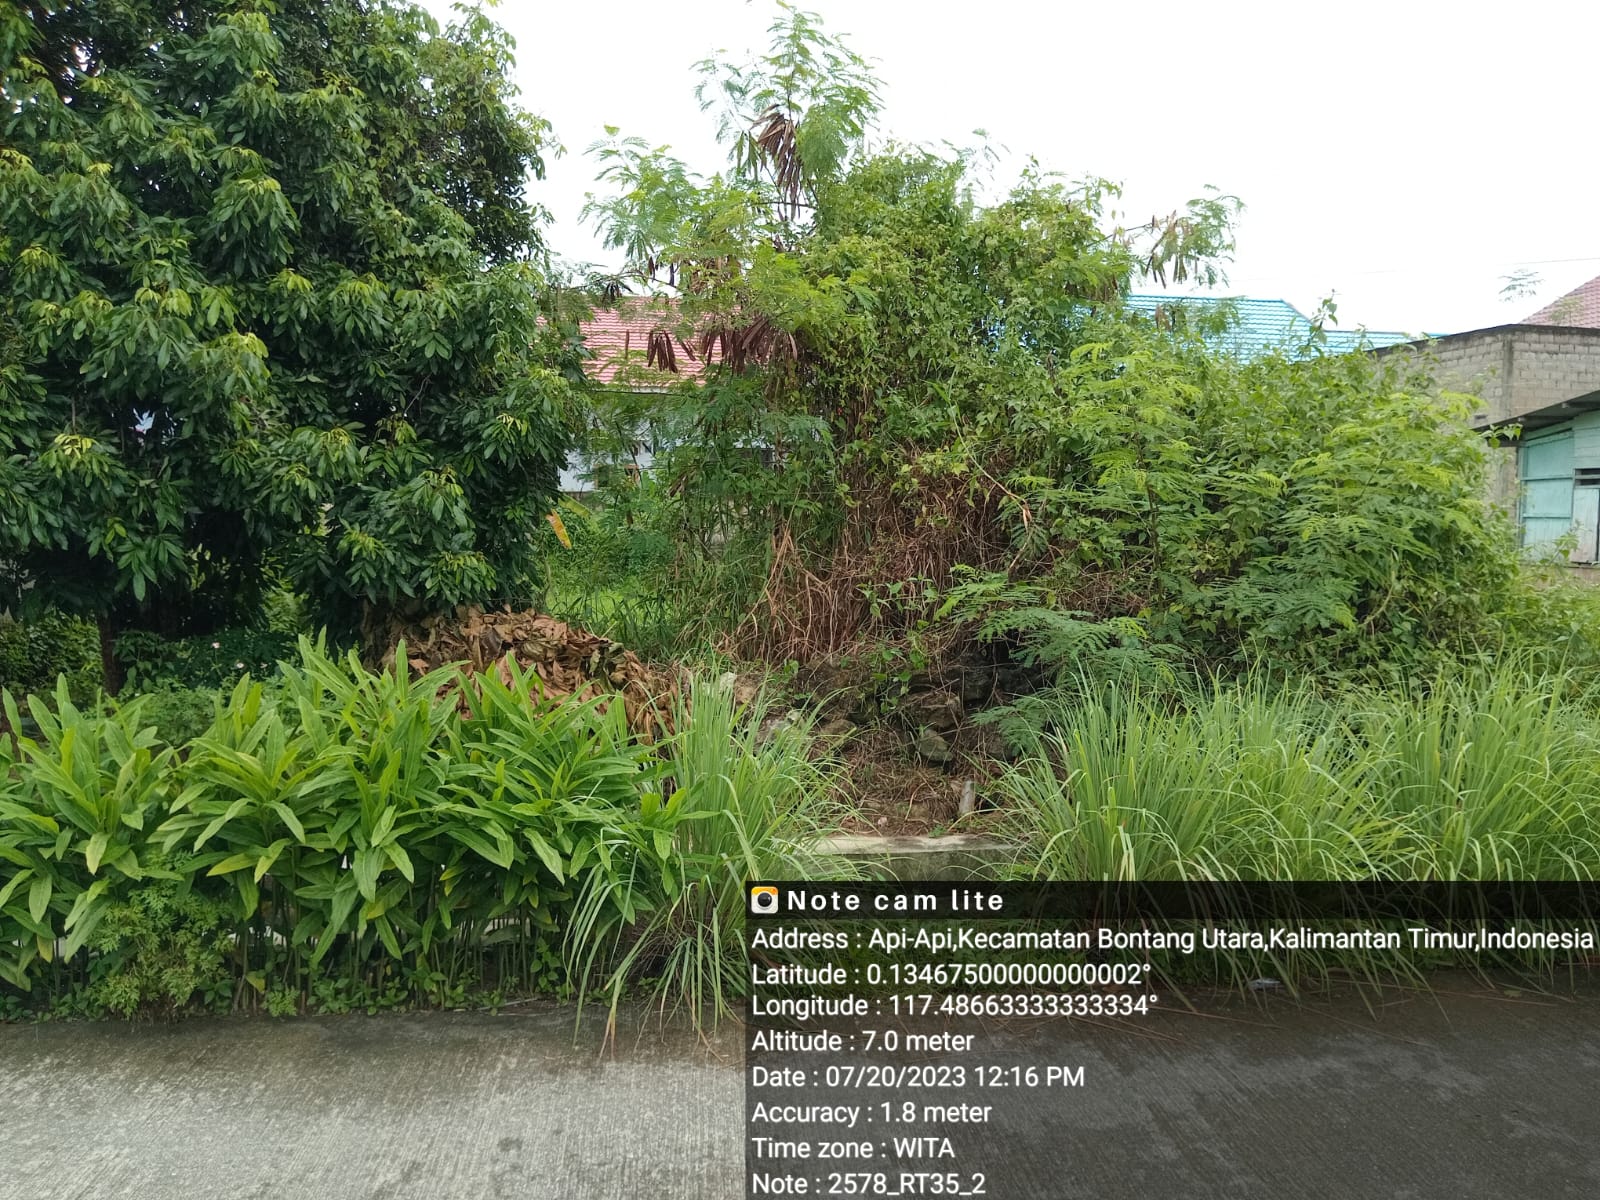 Note cam lite
Address : Api-Api,Kecamatan Bontang Utara,Kalimantan Timur,Indonesia
Latitude : 0.13467500000000002°
Longitude : 117.48663333333334°
Altitude : 7.0 meter
Date : 07/20/2023 12:16 PM
Accuracy : 1.8 meter
Time zone : WITA
Note : 2578_RT35_2